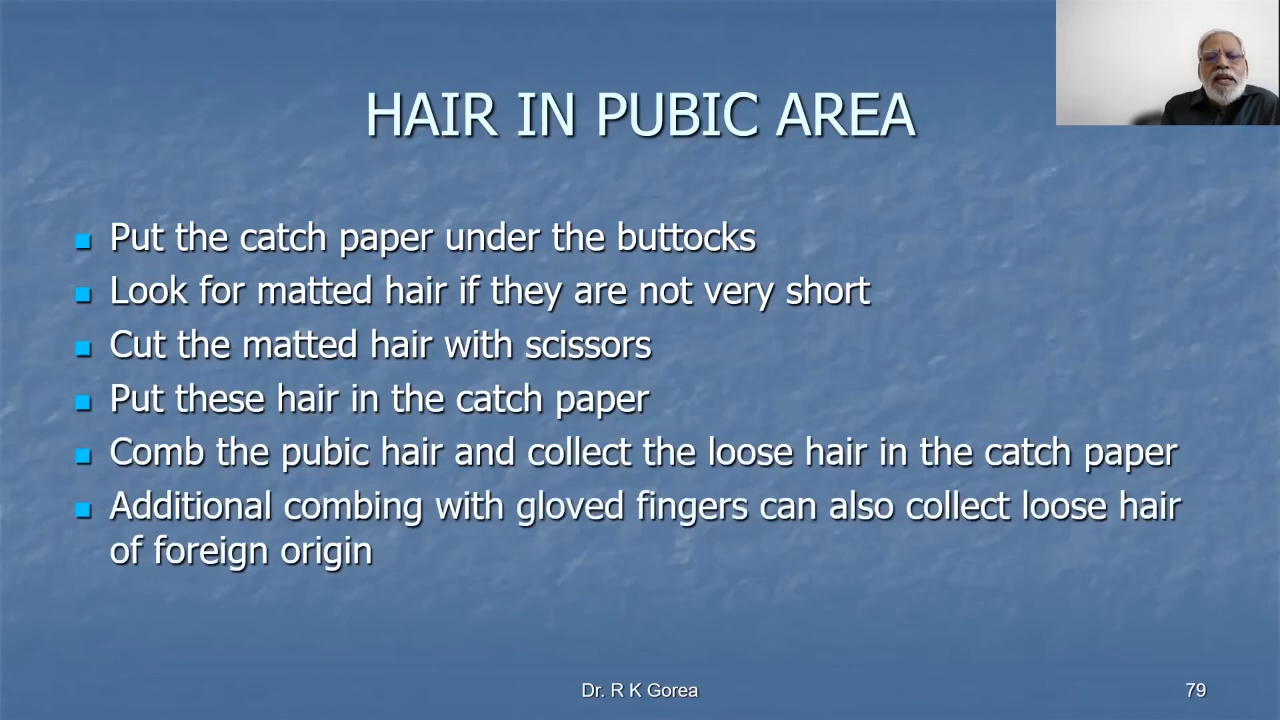 HAIR IN PUBIC AREA
Put the catch paper under the buttocks
Look for matted hair if they are not very short
Cut the matted hair with scissors
Put these hair in the catch paper
Comb the pubic hair and collect the loose hair in the catch paper
Additional combing with gloved fingers can also collect loose hair
of foreign origin
Dr. R K Gorea
79